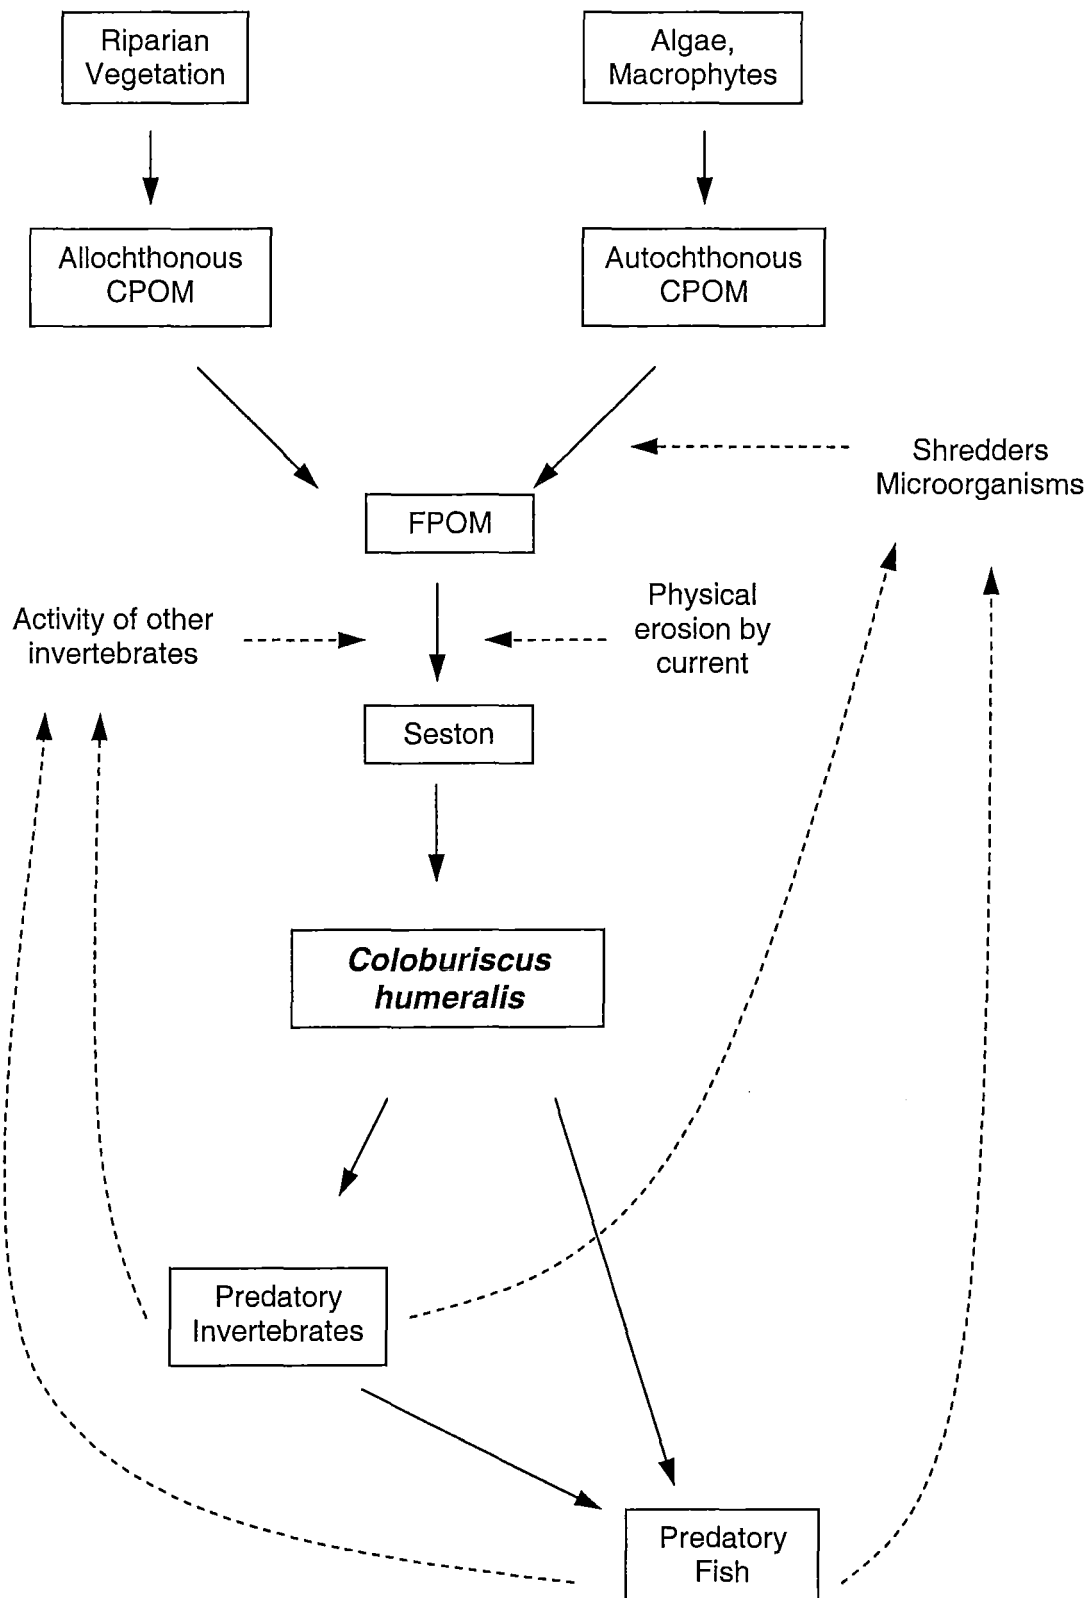 Riparian
Vegetation
Algae,
Macrophytes
Allochthonous
CPOM
Autochthonous
CPOM
Shredders
Microorganisms
FPOM
Activity of other
invertebrates
Physical
erosion by
current
Seston
Coloburiscus
humeralis
Predatory
Invertebrates
Predatory
Fish